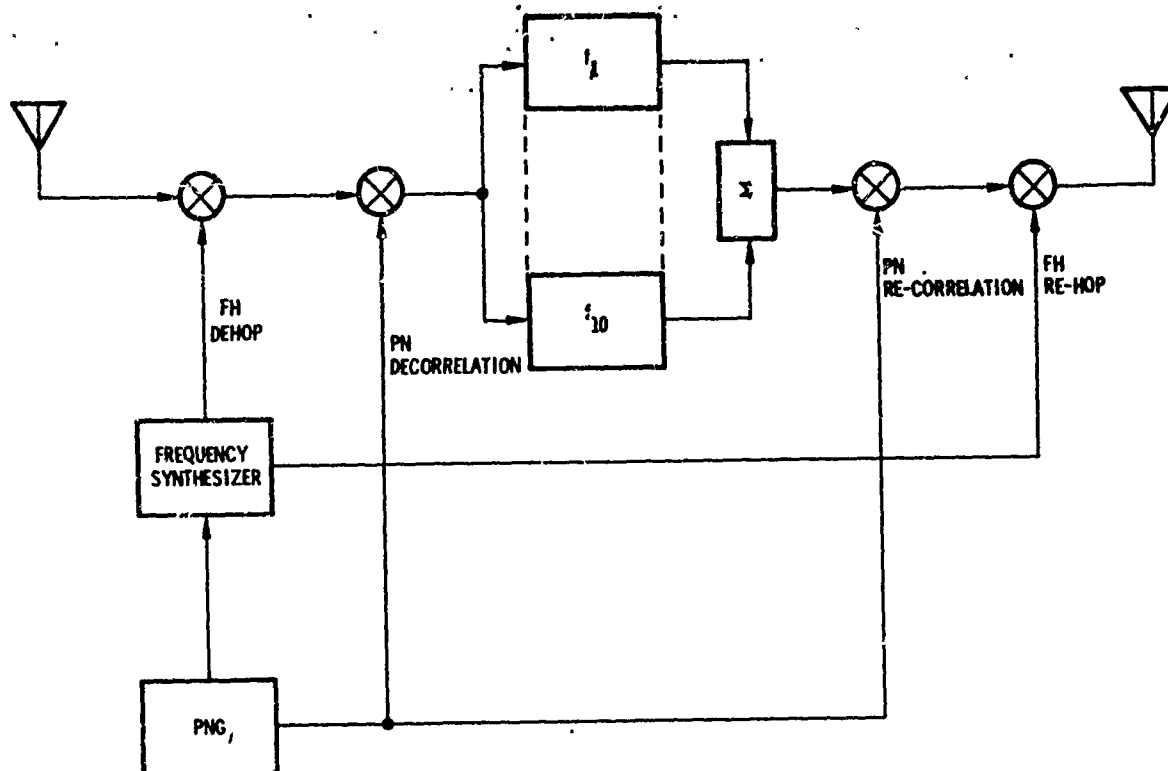 f₁
Σ
f₁₀
FH
DEHOP
PN
DECORRELATION
PN
RE-CORRELATION
FH
RE-HOP
FREQUENCY
SYNTHESIZER
PNG